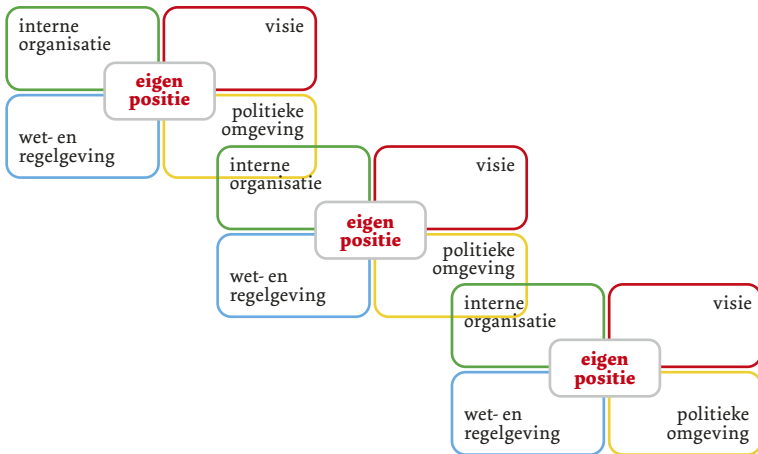 interne
organisatie
visie
eigen
positie
wet- en
regelgeving
politieke
omgeving
interne
organisatie
visie
eigen
positie
wet- en
regelgeving
politieke
omgeving
interne
organisatie
visie
eigen
positie
wet- en
regelgeving
politieke
omgeving